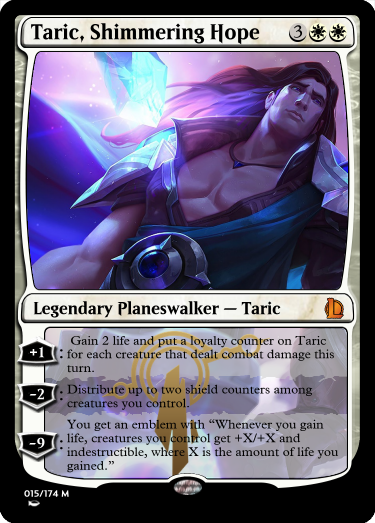 Taric, Shimmering Hope 3
Legendary Planeswalker — Taric
+1: Gain 2 life and put a loyalty counter on Taric
for each creature that dealt combat damage this
turn.
-2: Distribute up to two shield counters among
creatures you control.
You get an emblem with “Whenever you gain
-9: life, creatures you control get +X/+X and
indestructible, where X is the amount of life you
gained.”
015/174 M